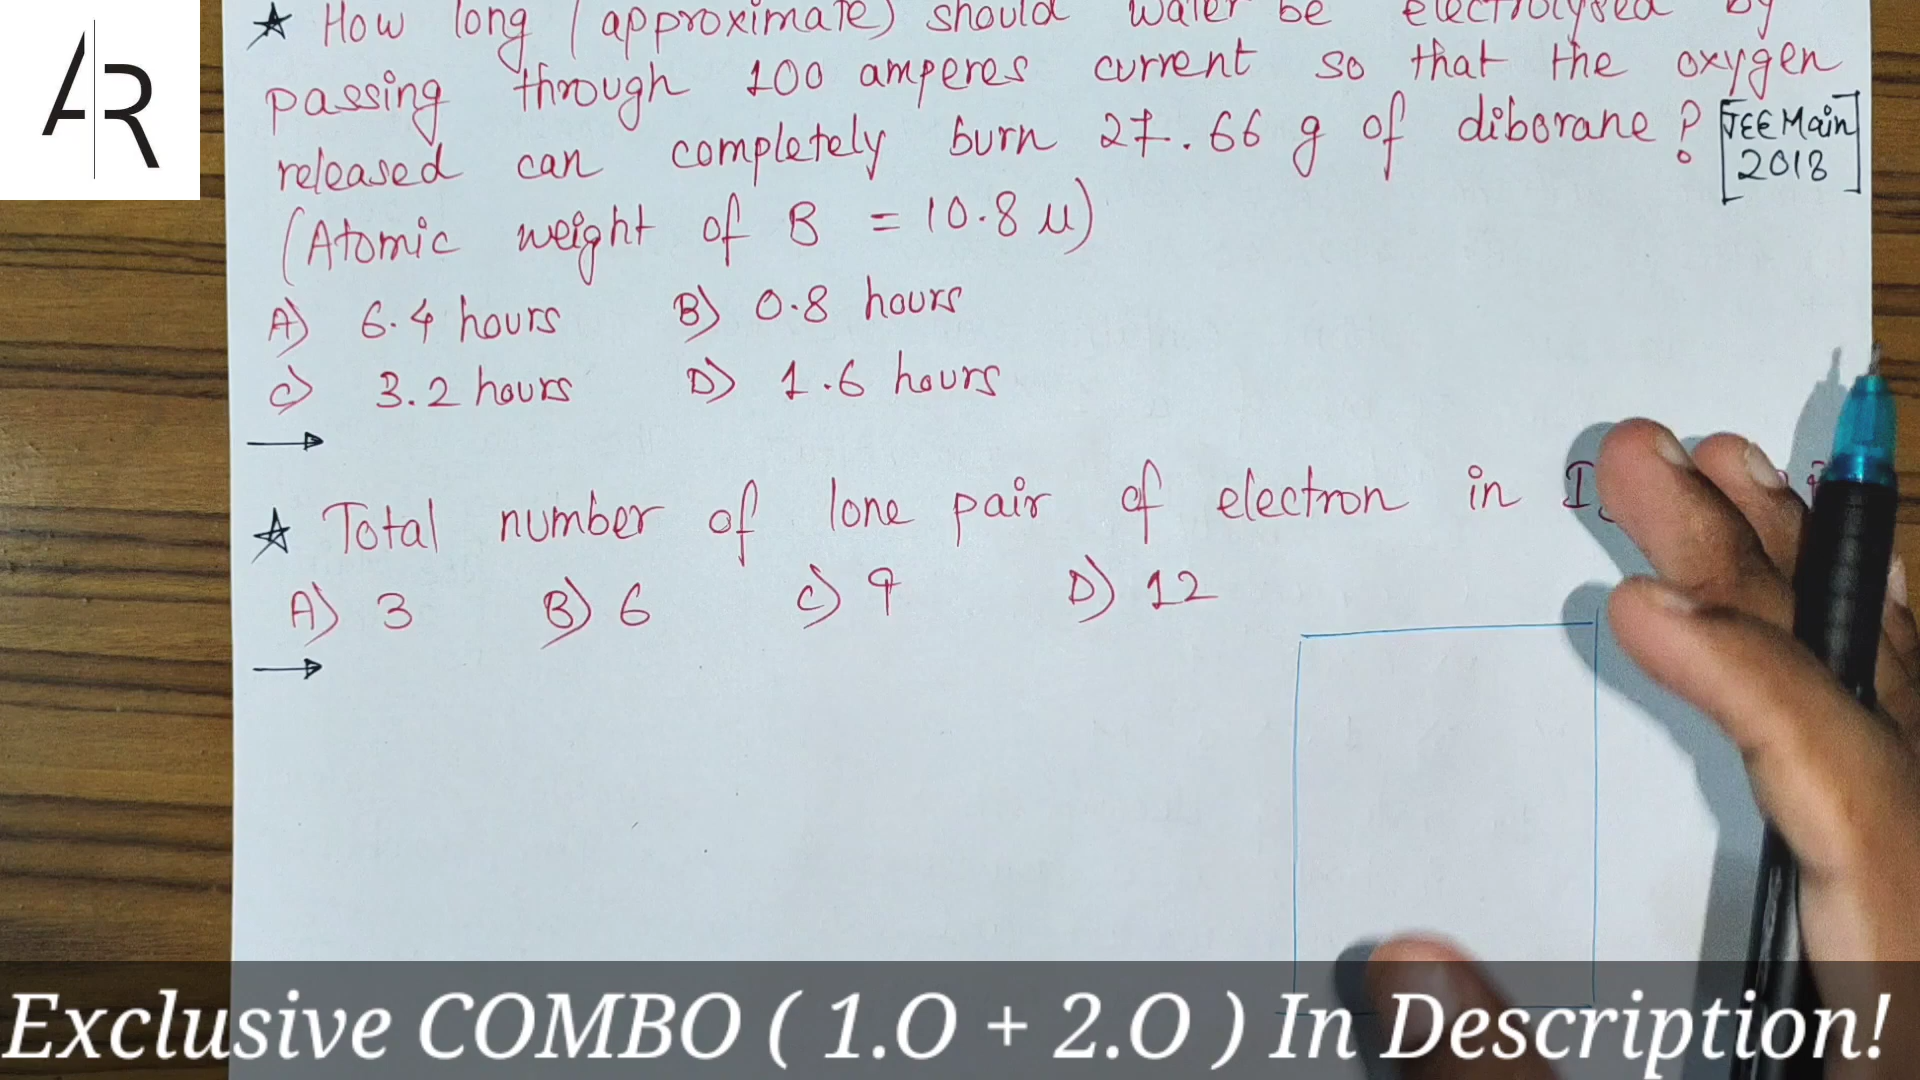 AR
★ How long (approximate) should water be electrolysed by
passing through 100 amperes current so that the oxygen
released can completely burn 27.66 g of diborane?
[JEE Main
2018]
(Atomic weight of B = 10.8 u)
A) 6.4 hours B) 0.8 hours
C) 3.2 hours D) 1.6 hours
→
★ Total number of lone pair of electron in
A) 3 B) 6 C) 9 D) 12
→
Exclusive COMBO ( 1.O + 2.O ) In Description!